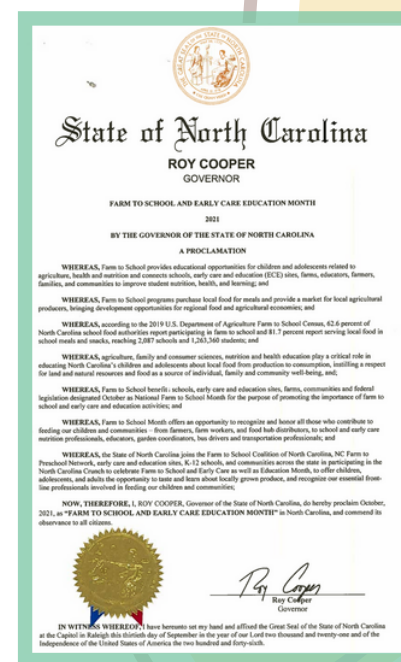 State of North Carolina
ROY COOPER
GOVERNOR
FARM TO SCHOOL AND EARLY CARE EDUCATION MONTH
2021
BY THE GOVERNOR OF THE STATE OF NORTH CAROLINA
A PROCLAMATION
WHEREAS, Farm to School provides educational opportunities for children and adolescents related to
agriculture, health and nutrition and connects schools, early care and education (ECE) sites, farms, educators, farmers,
families, and communities to improve student nutrition, health, and learning; and
WHEREAS, Farm to School programs purchase local food for meals and provide a market for local agricultural
producers, bringing development opportunities for regional food and agricultural economies; and
WHEREAS, according to the 2019 U.S. Department of Agriculture Farm to School Census, 62.6 percent of
North Carolina school food authorities report participating in farm to school and 81.7 percent report serving local food in
school meals and snacks, reaching 2,087 schools and 1,263,360 students; and
WHEREAS, agriculture, family and consumer sciences, nutrition and health education play a critical role in
educating North Carolina's children and adolescents about local food from production to consumption, instilling a respect
for land and natural resources and food as a source of individual, family and community well-being, and;
WHEREAS, Farm to School benefits schools, early care and education sites, farms, communities and federal
legislation designated October as National Farm to School Month for the purpose of promoting the importance of farm to
school and early care and education activities; and
WHEREAS, Farm to School Month offers an opportunity to recognize and honor all those who contribute to
feeding our children and communities – from farmers, farm workers, and food hub distributors, to school and early care
nutrition professionals, educators, garden coordinators, bus drivers and transportation professionals; and
WHEREAS, the State of North Carolina joins the Farm to School Coalition of North Carolina, NC Farm to
Preschool Network, early care and education sites, K-12 schools, and communities across the state in participating in the
North Carolina Crunch to celebrate Farm to School and Early Care as well as Education Month, to offer children,
adolescents, and adults the opportunity to taste and learn about locally grown produce, and recognize our essential front-
line professionals involved in feeding our children and communities;
NOW, THEREFORE, I, ROY COOPER, Governor of the State of North Carolina, do hereby proclaim October,
2021, as "FARM TO SCHOOL AND EARLY CARE EDUCATION MONTH" in North Carolina, and commend its
observance to all citizens.
Roy Cooper
Roy Cooper
Governor
IN WITNESS WHEREOF, I have hereunto set my hand and affixed the Great Seal of the State of North Carolina
at the Capitol in Raleigh this thirtieth day of September in the year of our Lord two thousand and twenty-one and of the
Independence of the United States of America the two hundred and forty-sixth.